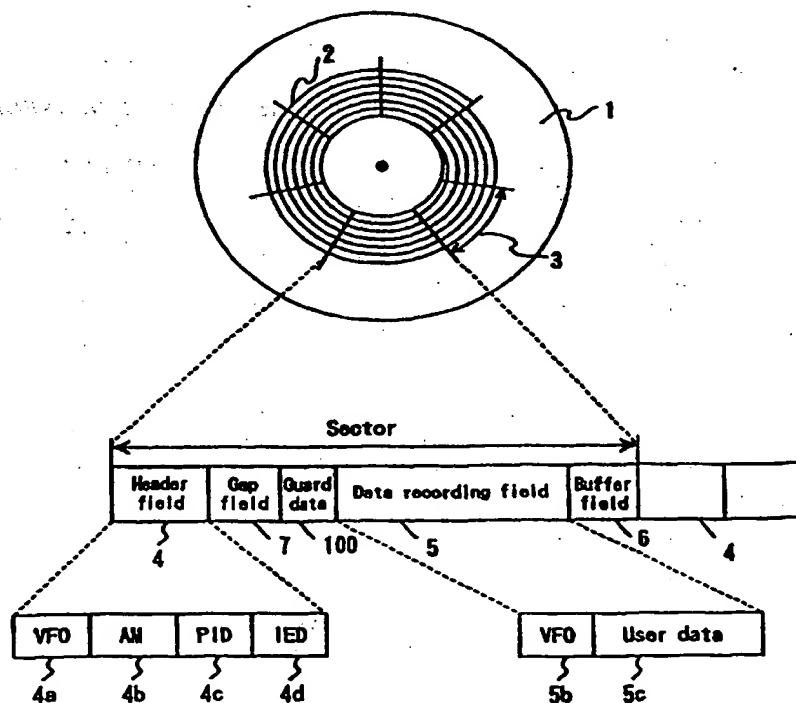 2
1
3
Sector
Header field
Gap field
Guard data
Data recording field
Buffer field
4
7
100
5
6
4
VFO
AM
PID
IED
VFO
User data
4a
4b
4c
4d
5b
5c